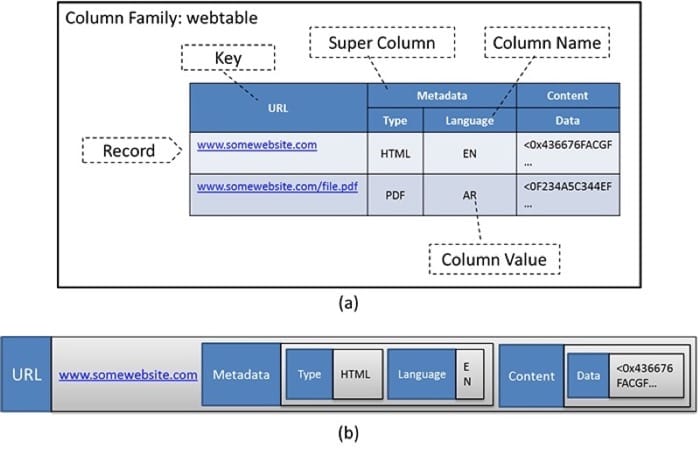 Column Family: webtable
Super Column
Column Name
Key
URL
Metadata
Content
Type
Language
Data
Record
www.somewebsite.com
HTML
EN
<0x436676FACGF
...
www.somewebsite.com/file.pdf
PDF
AR
<0F234A5C344EF
...
Column Value
(a)
URL
www.somewebsite.com
Metadata
Type
HTML
Language
E
N
Content
Data
<0x436676
FACGF...
(b)